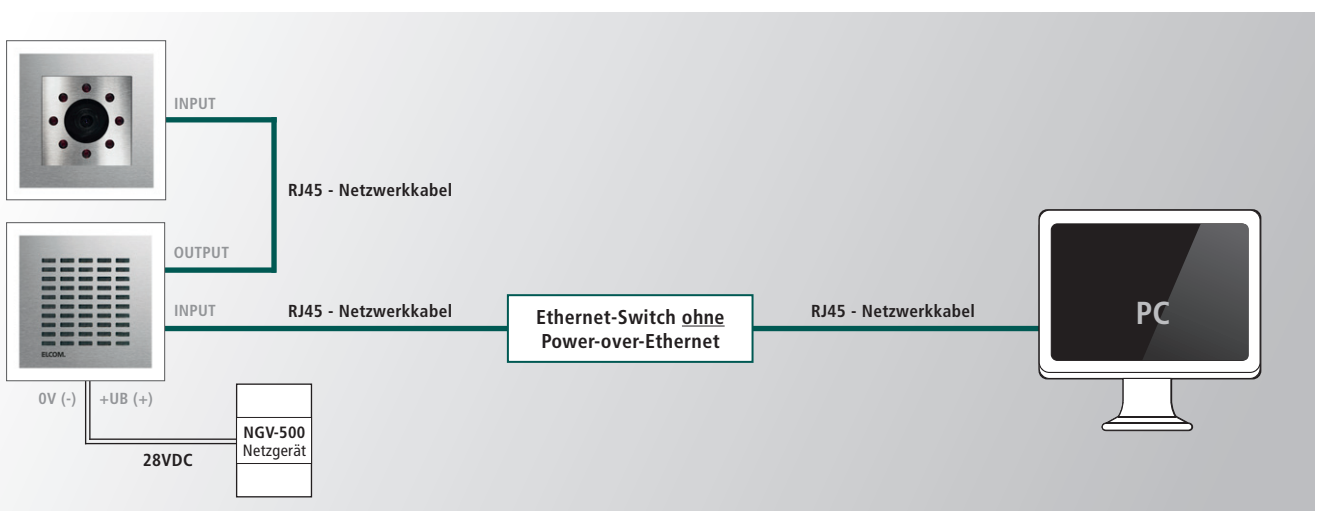 INPUT
RJ45 - Netzwerkkabel
OUTPUT
INPUT
RJ45 - Netzwerkkabel
Ethernet-Switch ohne
Power-over-Ethernet
RJ45 - Netzwerkkabel
PC
ELCOM.
0V (-)
+UB (+)
28VDC
NGV-500
Netzgerät